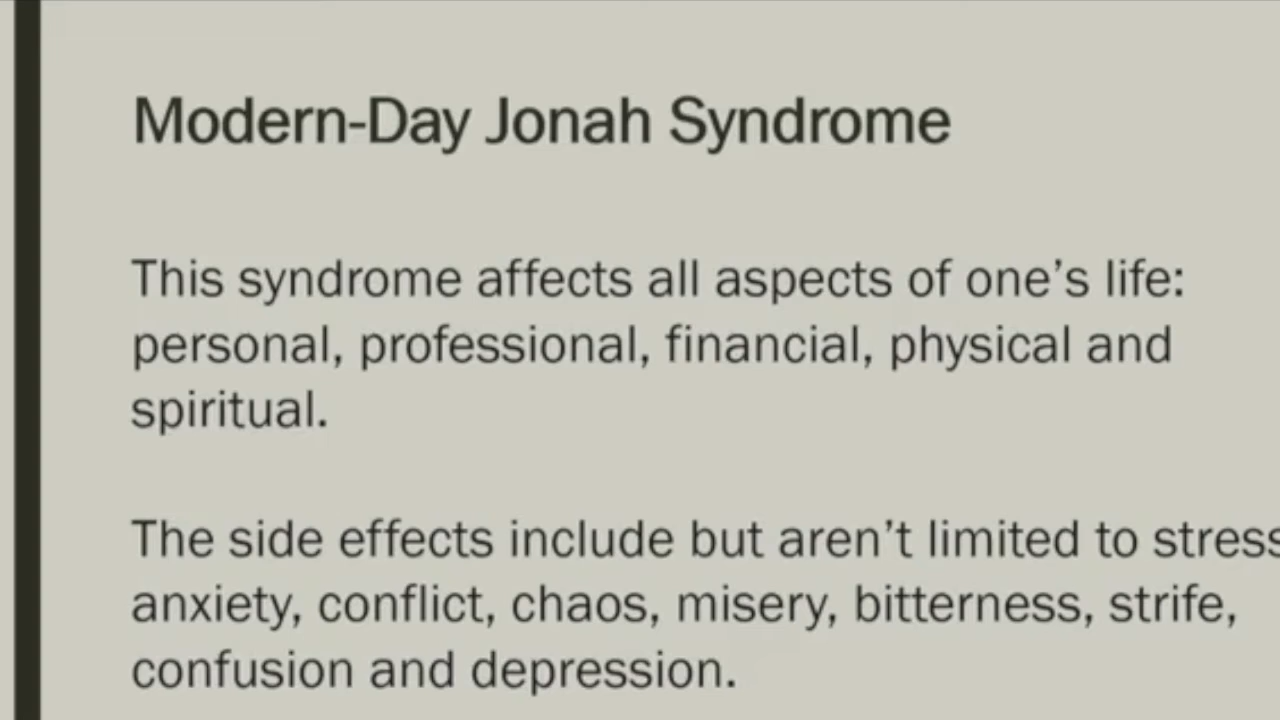 Modern-Day Jonah Syndrome
This syndrome affects all aspects of one’s life:
personal, professional, financial, physical and
spiritual.
The side effects include but aren’t limited to stress
anxiety, conflict, chaos, misery, bitterness, strife,
confusion and depression.